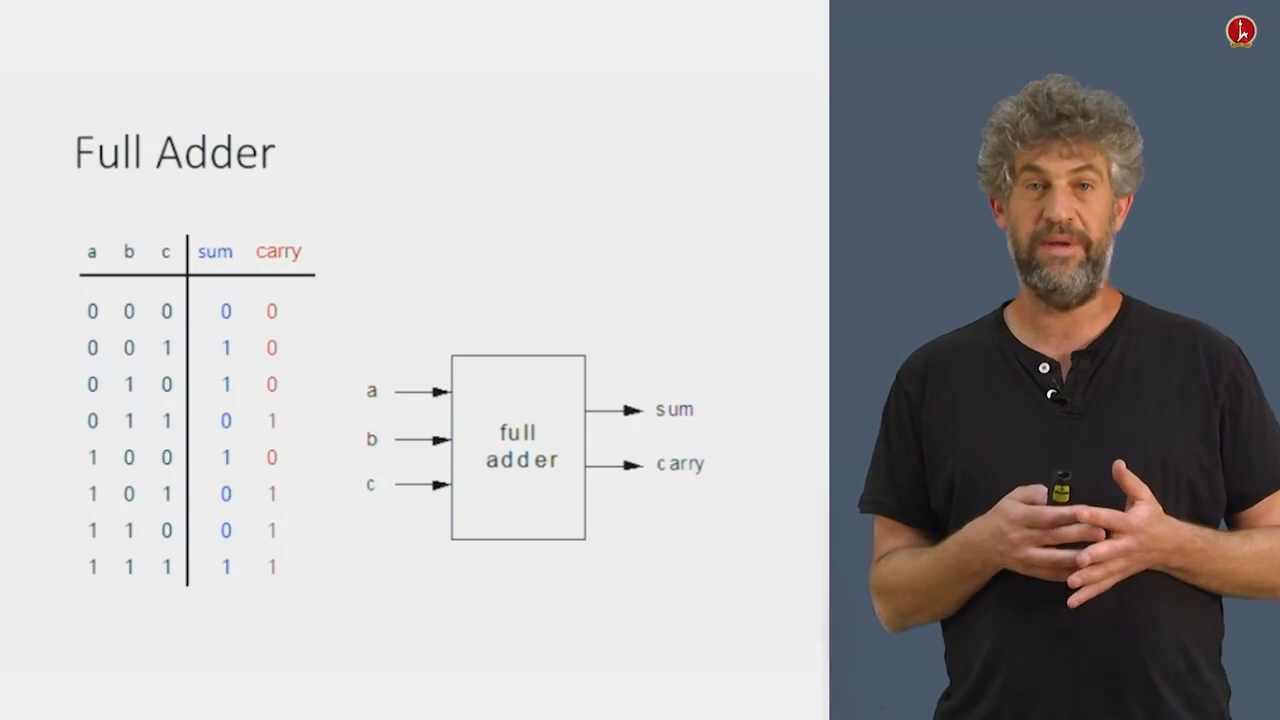 Full Adder
a b c sum carry
0 0 0 0 0
0 0 1 1 0
0 1 0 1 0
0 1 1 0 1
1 0 0 1 0
1 0 1 0 1
1 1 0 0 1
1 1 1 1 1
a
b
c
full
adder
sum
carry